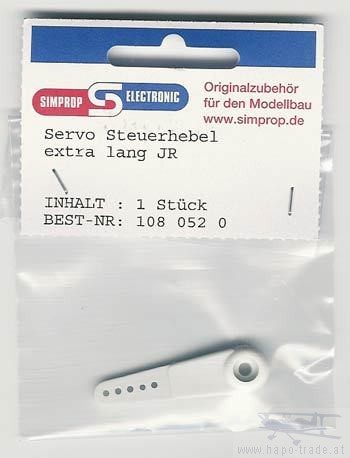 SIMPROP ELECTRONIC
Originalzubehör
für den Modellbau
www.simprop.de
Servo Steuerhebel
extra lang JR
INHALT : 1 Stück
BEST-NR: 108 052 0
www.hapo-trade.at